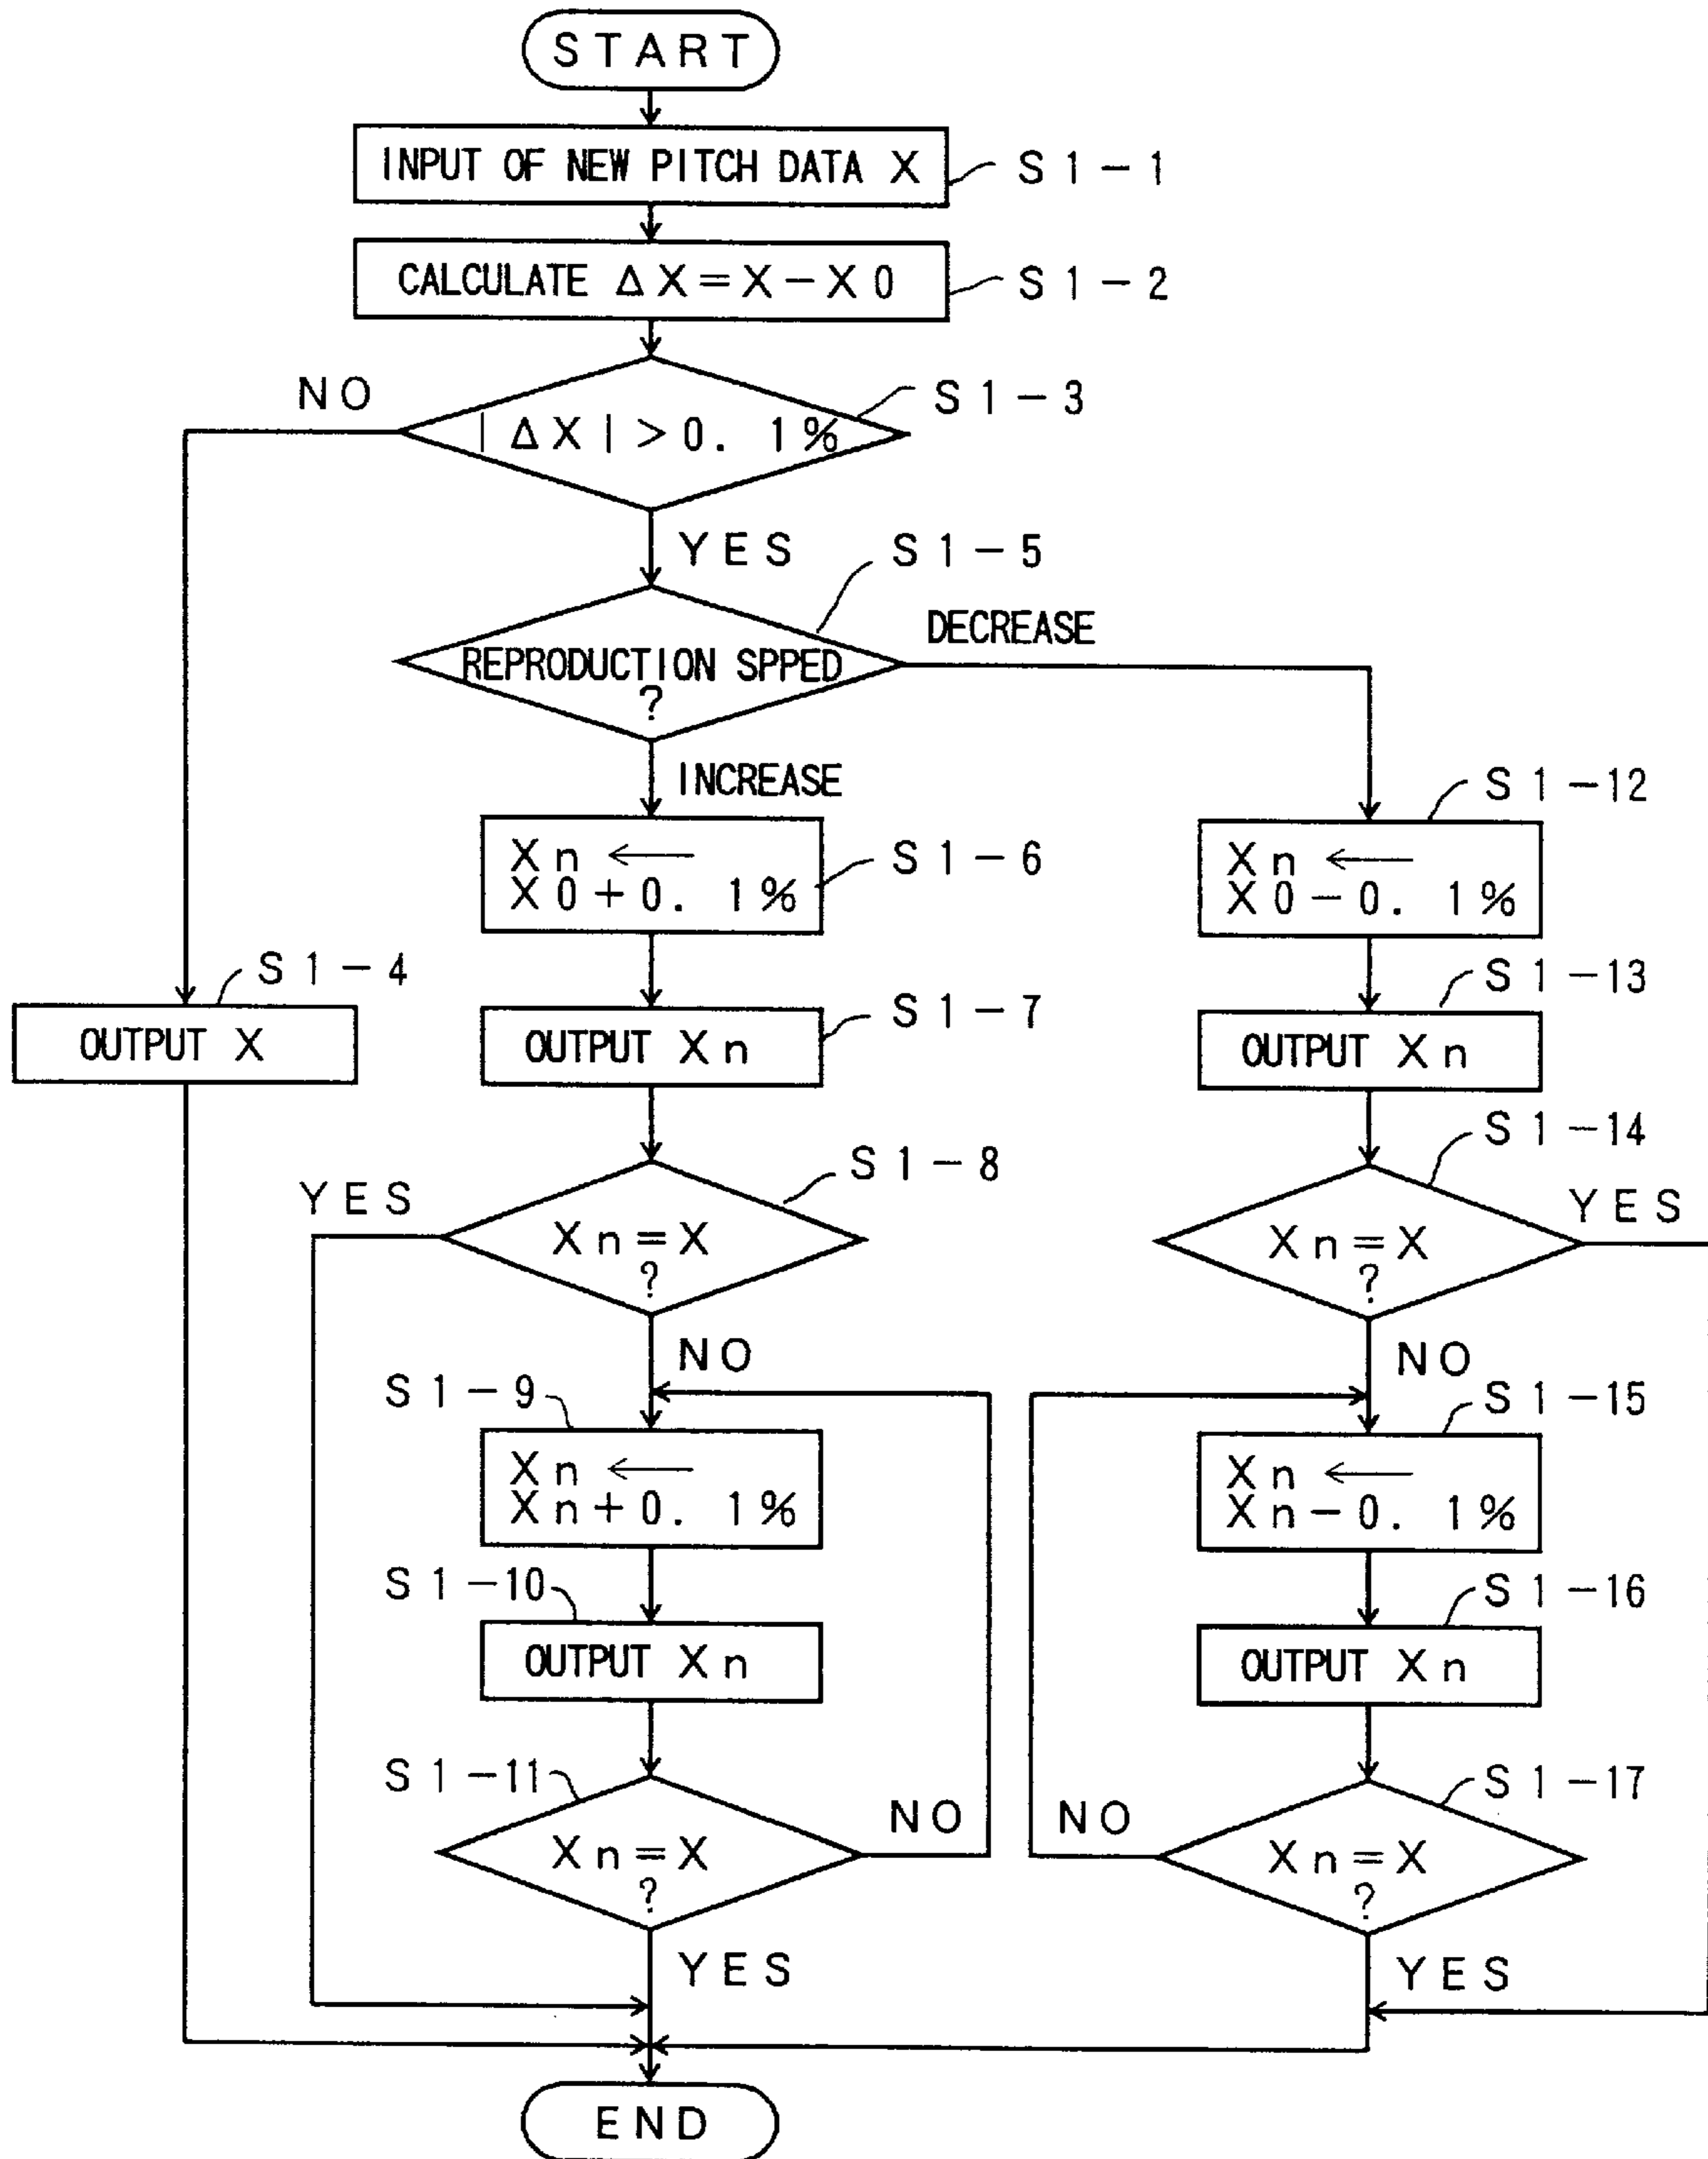 START
INPUT OF NEW PITCH DATA X
S1-1
CALCULATE ΔX=X-X0
S1-2
NO
S1-3
|ΔX|>0.1%
YES
S1-5
DECREASE
REPRODUCTION SPPED
?
INCREASE
S1-12
Xn ←
X0+0.1%
S1-6
Xn ←
X0-0.1%
S1-4
S1-13
OUTPUT X
OUTPUT Xn
S1-7
OUTPUT Xn
S1-14
S1-8
YES
YES
Xn=X
?
Xn=X
?
NO
NO
S1-9
S1-15
Xn ←
Xn+0.1%
Xn ←
Xn-0.1%
S1-10
S1-16
OUTPUT Xn
OUTPUT Xn
S1-11
S1-17
NO
NO
Xn=X
?
Xn=X
?
YES
YES
END